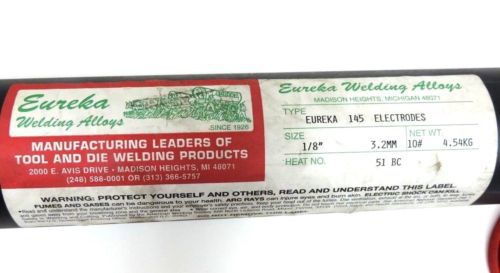 Eureka
Welding Alloys
SINCE 1926
MANUFACTURING LEADERS OF
TOOL AND DIE WELDING PRODUCTS
2000 E. AVIS DRIVE - MADISON HEIGHTS, MI 48071
(248) 588-0001 OR (313) 366-5757
Eureka Welding Alloys
MADISON HEIGHTS, MICHIGAN 48071
TYPE
EUREKA 145 ELECTRODES
SIZE
1/8" 3.2MM
NET WT.
10# 4.54KG
HEAT NO.
51 BC
WARNING: PROTECT YOURSELF AND OTHERS, READ AND UNDERSTAND THIS LABEL
FUMES AND GASES can be dangerous to your health. ARC RAYS can injure eyes and burn skin. ELECTRIC SHOCK CAN KILL